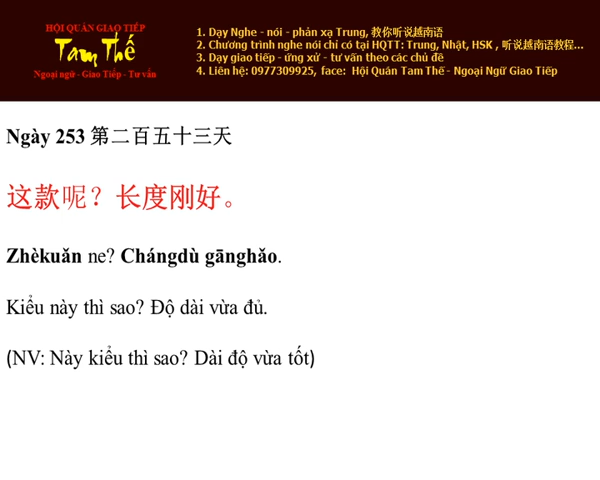 HỘI QUÁN GIAO TIẾP
Tam Thế
Ngoại ngữ - Giao Tiếp - Tư vấn
1. Dạy Nghe - nói - phản xạ Trung, 教你听说越南语
2. Chương trình nghe nói chỉ có tại HQTT: Trung, Nhật, HSK , 听说越南语教程...
3. Dạy giao tiếp - ứng xử - tư vấn theo các chủ đề
4. Liên hệ: 0977309925, face: Hội Quán Tam Thế - Ngoại Ngữ Giao Tiếp
Ngày 253 第二百五十三天
这款呢？长度刚好。
Zhèkuǎn ne? Chángdù gānghǎo.
Kiểu này thì sao? Độ dài vừa đủ.
(NV: Này kiểu thì sao? Dài độ vừa tốt)